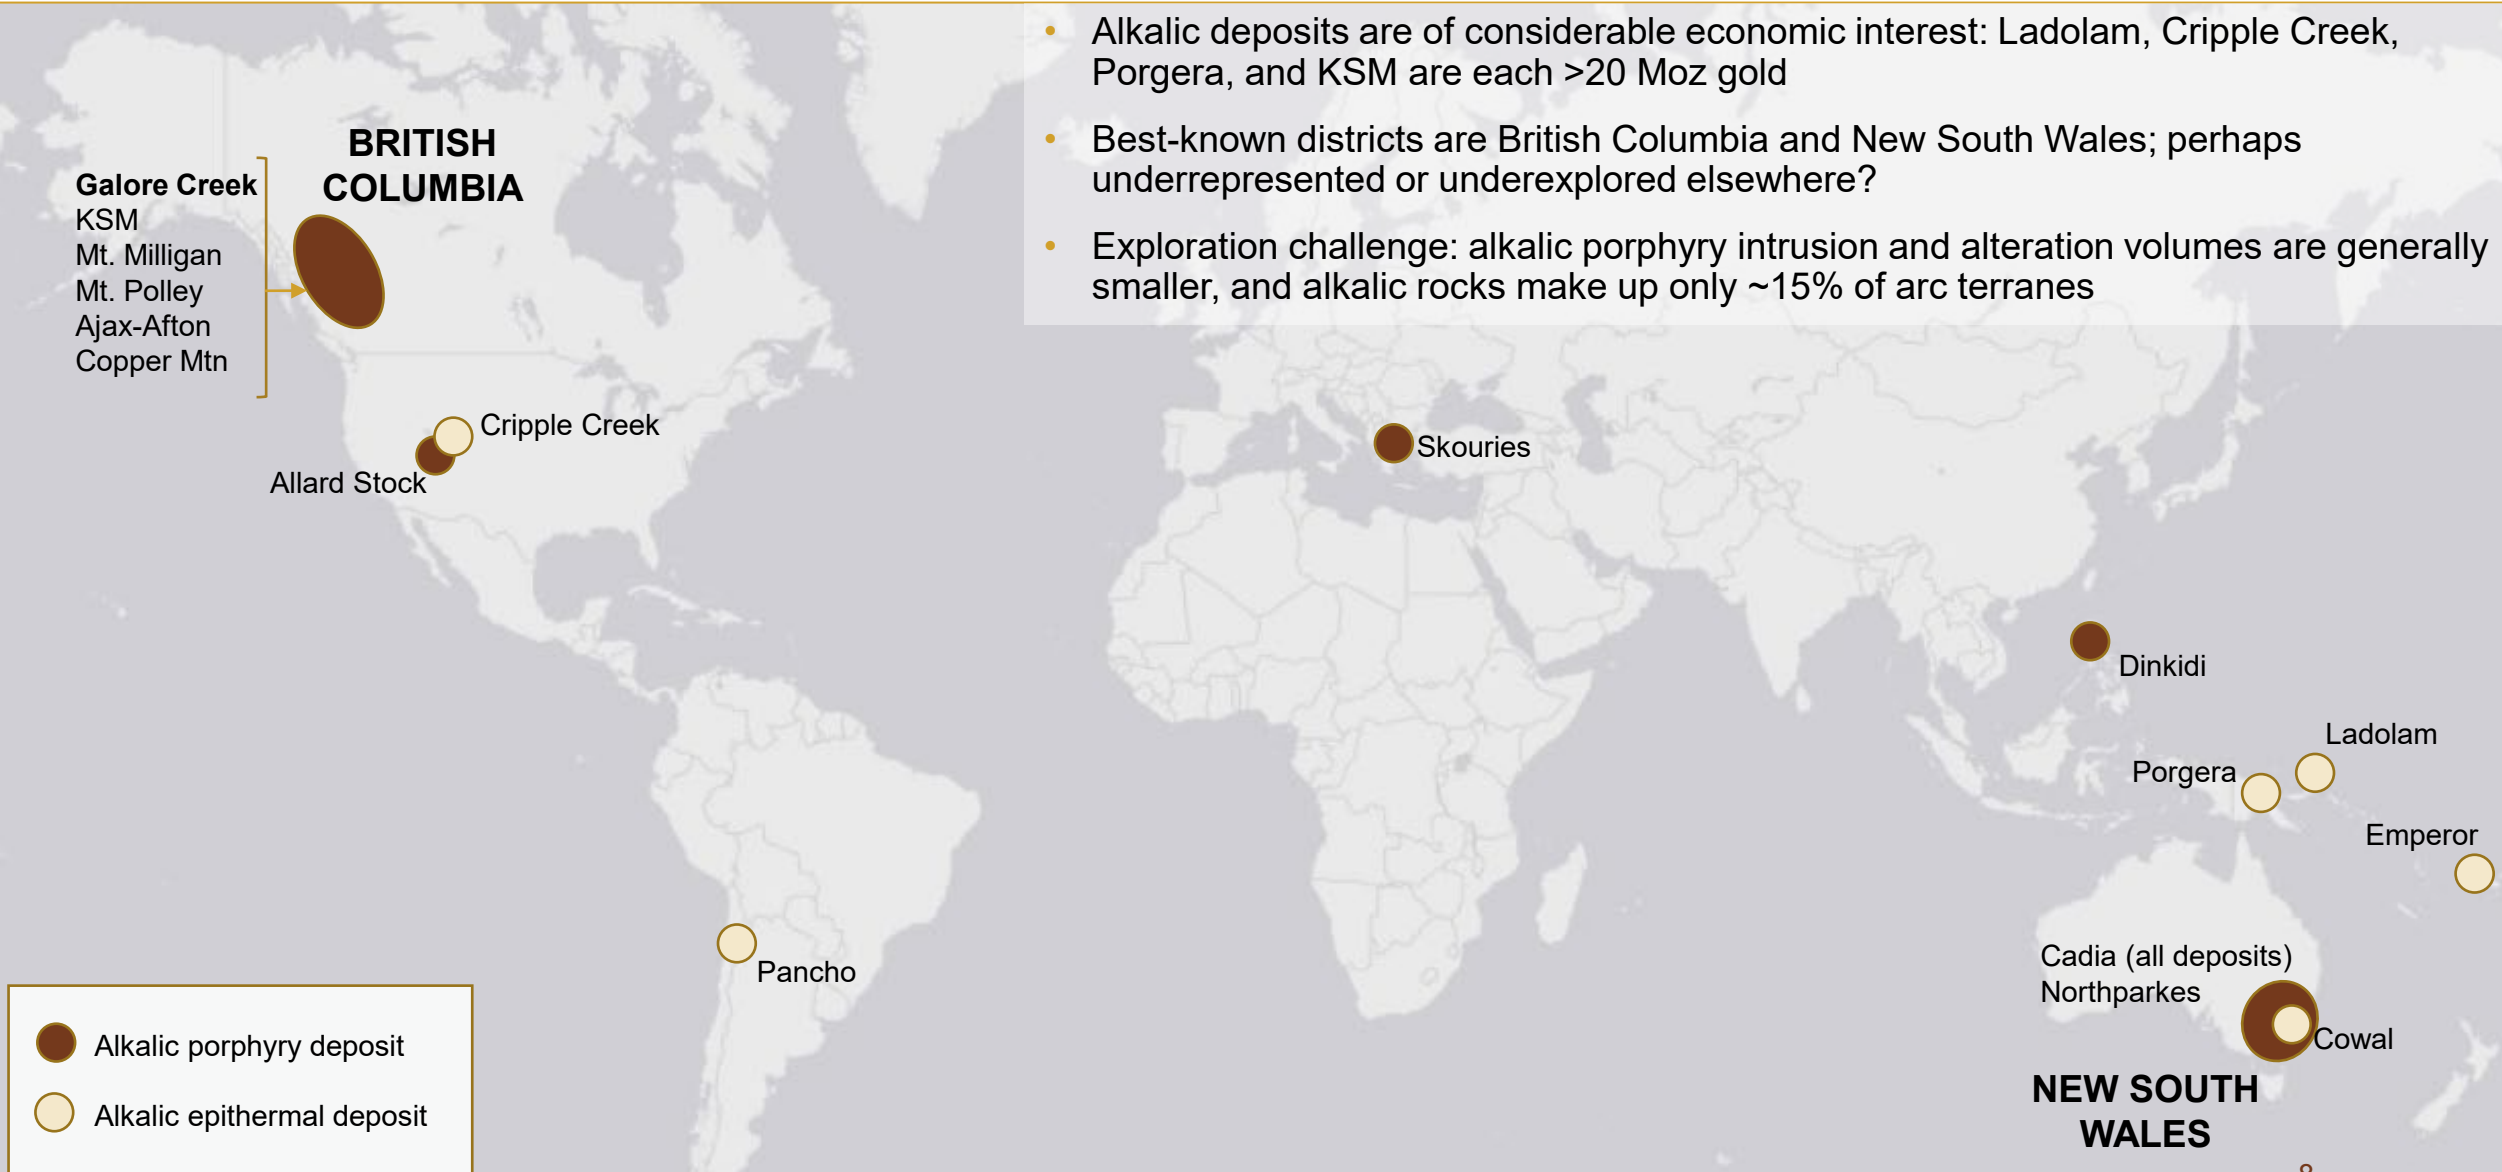 • Alkalic deposits are of considerable economic interest: Ladolam, Cripple Creek,
Porgera, and KSM are each >20 Moz gold
• Best-known districts are British Columbia and New South Wales; perhaps
underrepresented or underexplored elsewhere?
• Exploration challenge: alkalic porphyry intrusion and alteration volumes are generally
smaller, and alkalic rocks make up only ~15% of arc terranes
BRITISH
COLUMBIA
Galore Creek
KSM
Mt. Milligan
Mt. Polley
Ajax-Afton
Copper Mtn
Cripple Creek
Allard Stock
Skouries
Dinkidi
Ladolam
Porgera
Emperor
Pancho
Cadia (all deposits)
Northparkes
Cowal
NEW SOUTH
WALES
Alkalic porphyry deposit
Alkalic epithermal deposit